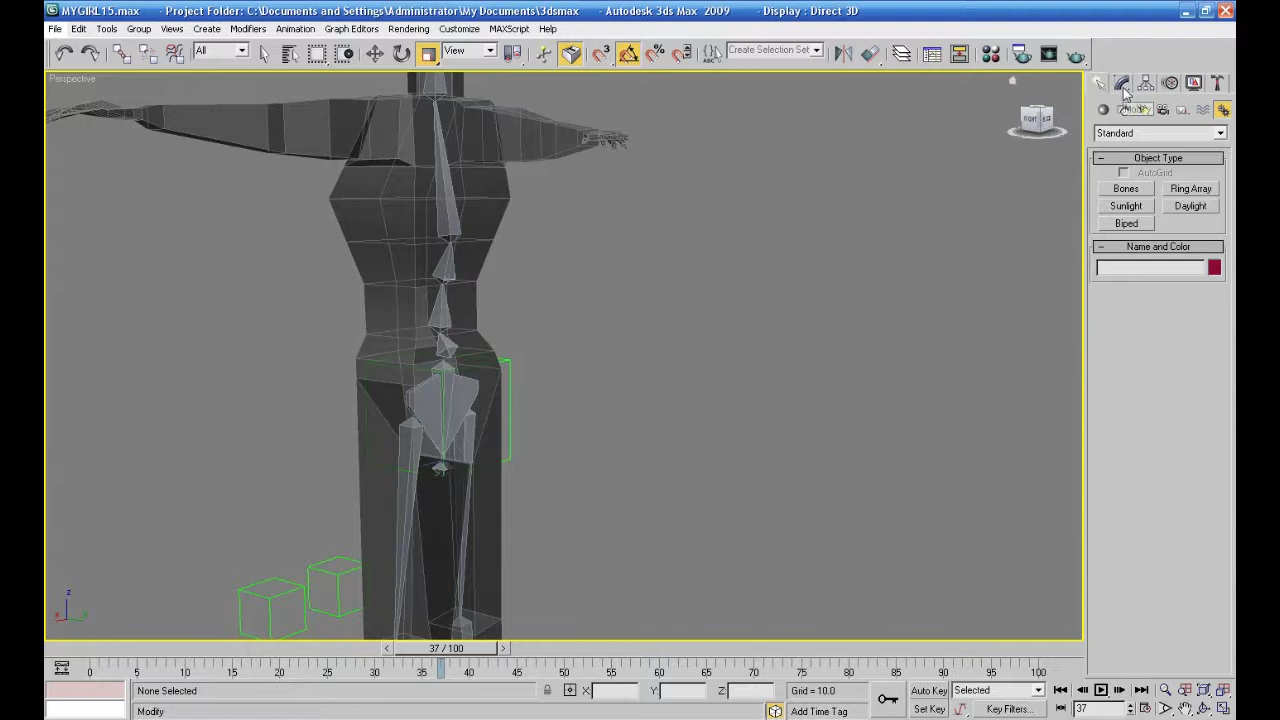 MYGIRL15.max - Project Folder: C:\Documents and Settings\Administrator\My Documents\3dsmax - Autodesk 3ds Max 2009 - Display : Direct 3D
File Edit Tools Group Views Create Modifiers Animation Graph Editors Rendering Customize MAXScript Help
All View Create Selection Set
Perspective
RIGHT
Modify
Standard
- Object Type
AutoGrid
Bones Ring Array
Sunlight Daylight
Biped
- Name and Color
z
x
37 / 100
0 5 10 15 20 25 30 35 40 45 50 55 60 65 70 75 80 85 90 95 100
None Selected X: Y: Z: Grid = 10.0 Auto Key Selected
Modify Add Time Tag Set Key Key Filters... 37